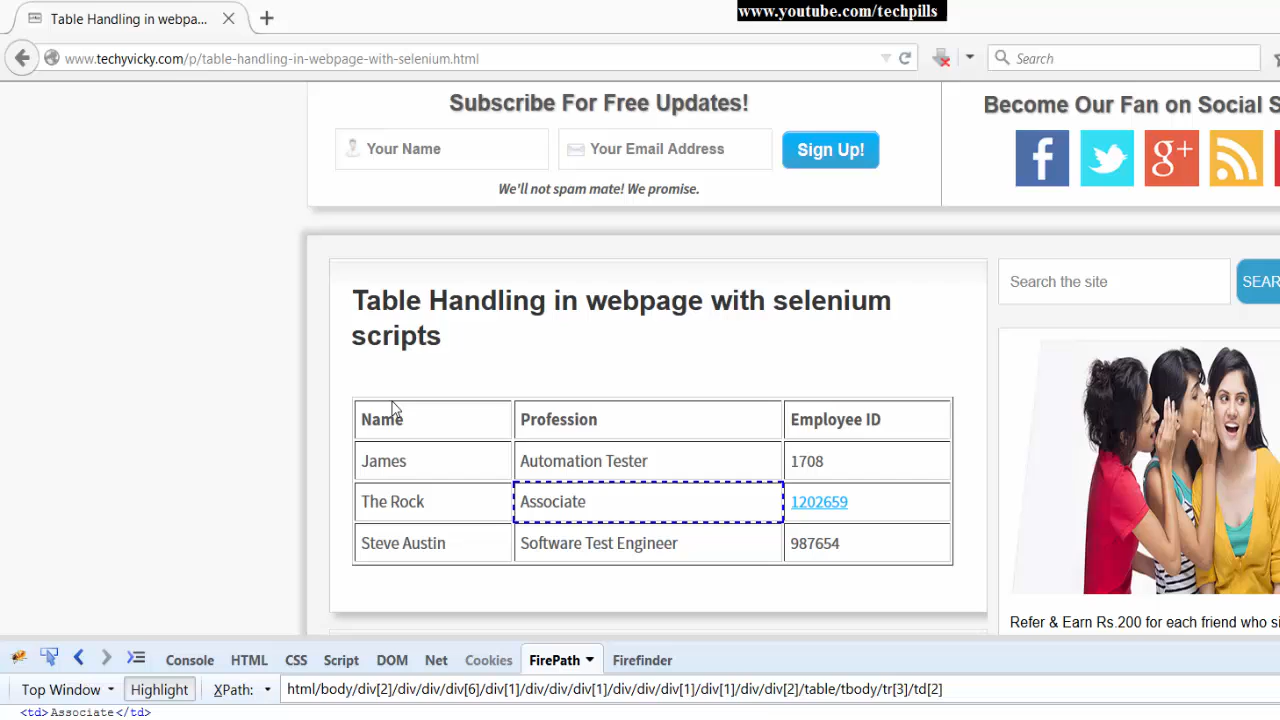 www.youtube.com/techpills
Table Handling in webpa...
www.techyvicky.com/p/table-handling-in-webpage-with-selenium.html
Search
Subscribe For Free Updates!
Become Our Fan on Social S
Your Name
Your Email Address
Sign Up!
We'll not spam mate! We promise.
Search the site
SEAR
Table Handling in webpage with selenium
scripts
Name Profession Employee ID
James Automation Tester 1708
The Rock Associate 1202659
Steve Austin Software Test Engineer 987654
Refer & Earn Rs.200 for each friend who si
Console HTML CSS Script DOM Net Cookies FirePath Firefinder
Top Window Highlight XPath: html/body/div[2]/div/div/div[6]/div[1]/div/div/div[1]/div/div/div[1]/div[1]/div/div[2]/table/tbody/tr[3]/td[2]
<td>Associate</td>